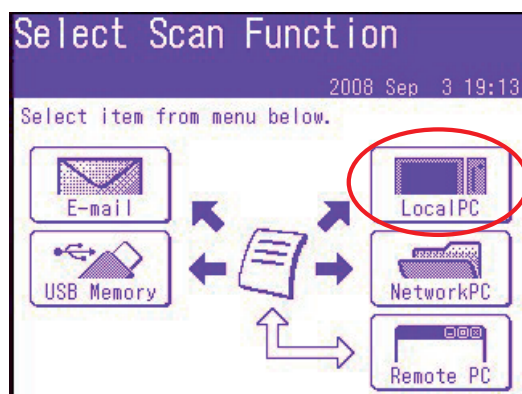 Select Scan Function
2008 Sep 3 19:13
Select item from menu below.
E-mail
LocalPC
USB Memory
NetworkPC
Remote PC